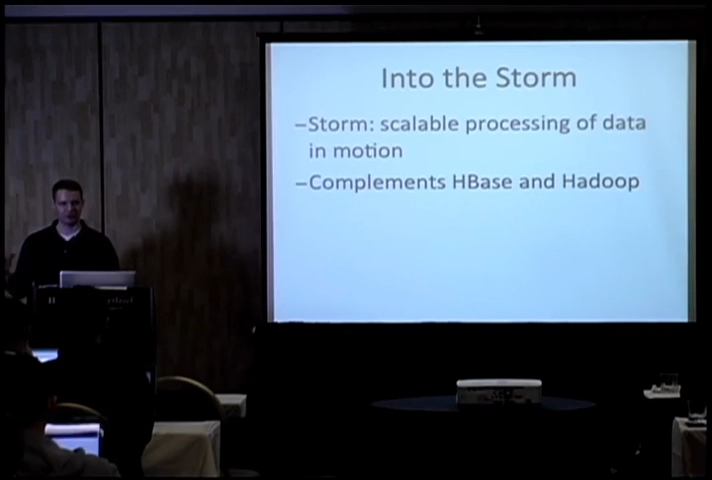 Into the Storm
–Storm: scalable processing of data
in motion
–Complements HBase and Hadoop